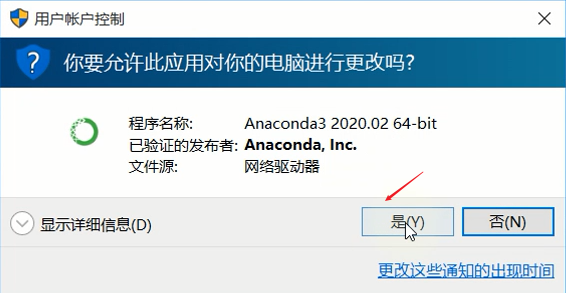 用户帐户控制
你要允许此应用对你的电脑进行更改吗?
程序名称: Anaconda3 2020.02 64-bit
已验证的发布者: Anaconda, Inc.
文件源: 网络驱动器
显示详细信息(D)
是(Y)
否(N)
更改这些通知的出现时间